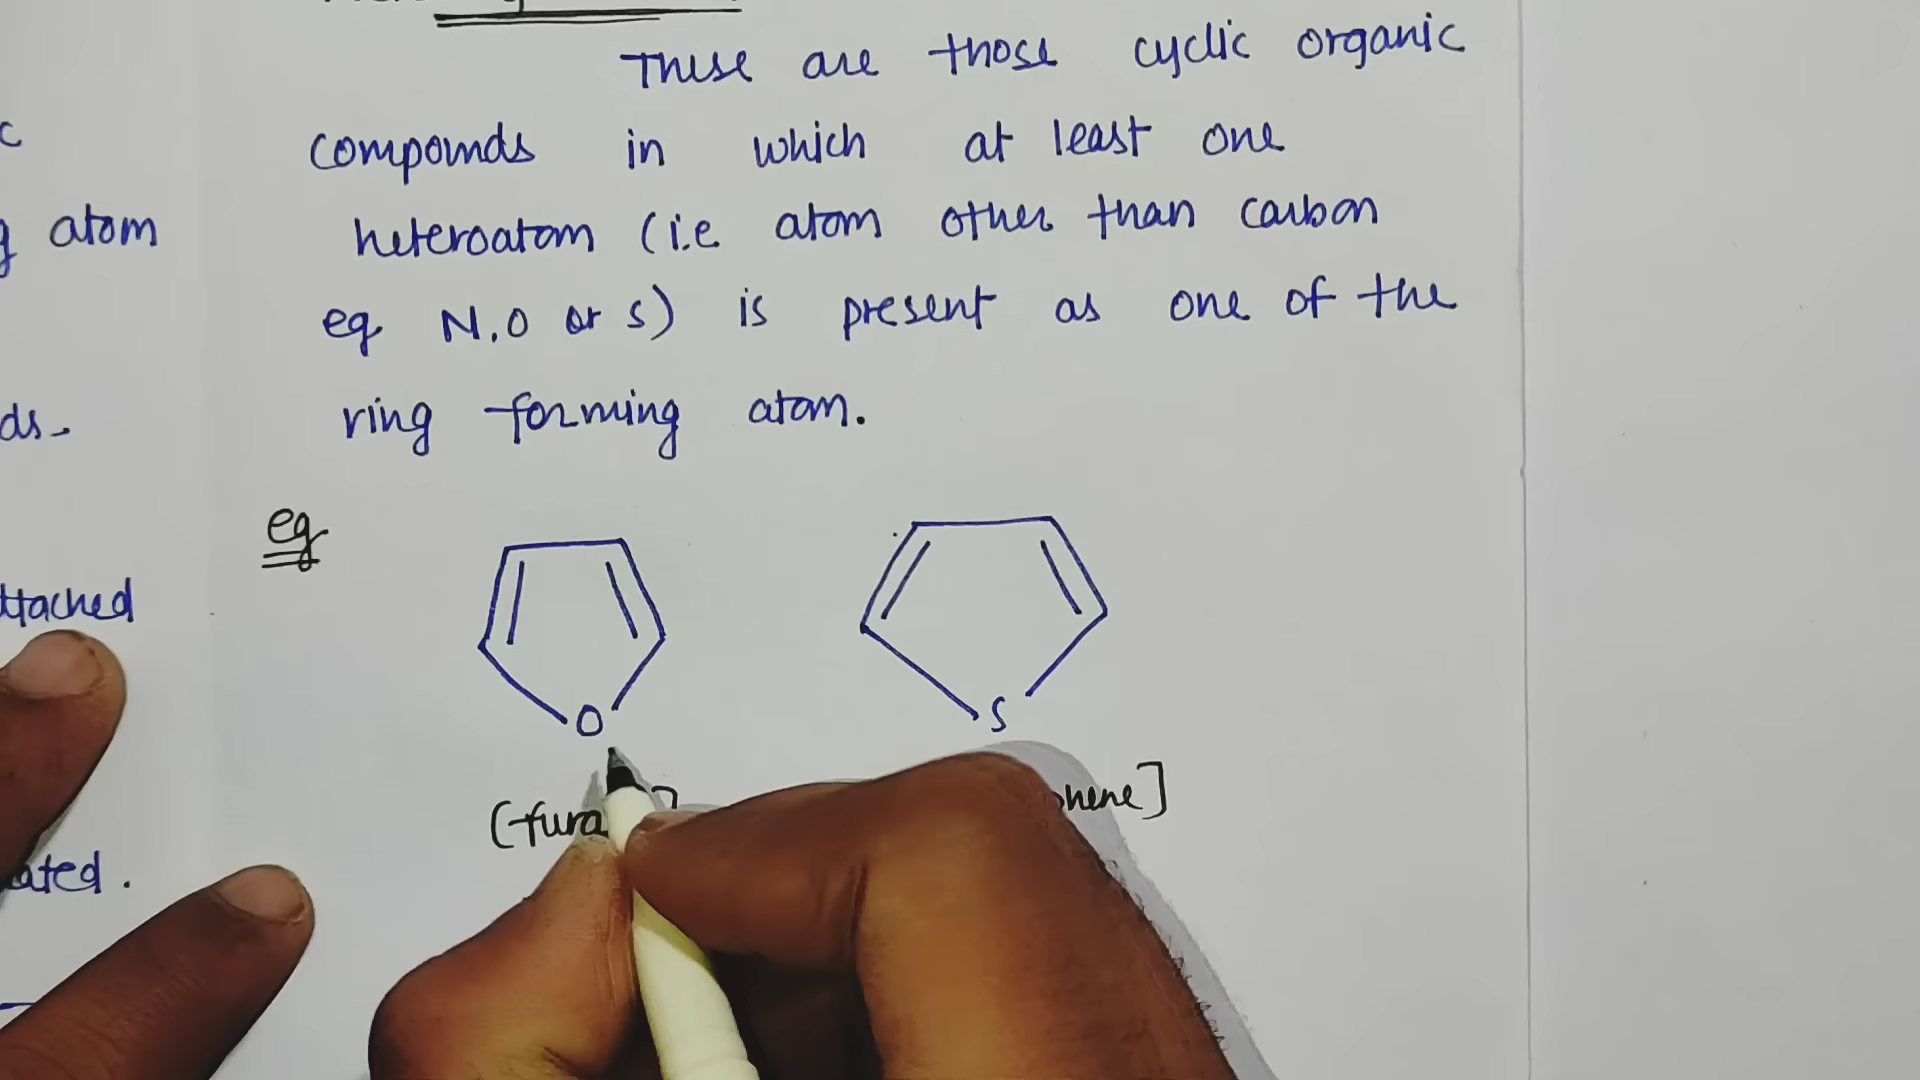 These are those cyclic organic
compounds in which at least one
heteroatom (i.e atom other than carbon
eg N.O or S) is present as one of the
ring forming atom.
atom
ds.
eg
ttached
O
S
ated.